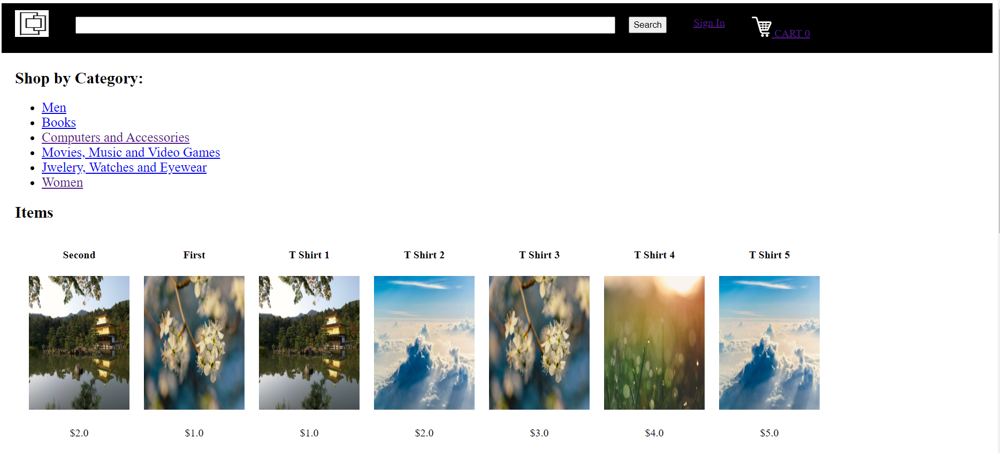 Search Sign In CART 0
Shop by Category:
Men
Books
Computers and Accessories
Movies, Music and Video Games
Jwelery, Watches and Eyewear
Women
Items
Second First T Shirt 1 T Shirt 2 T Shirt 3 T Shirt 4 T Shirt 5
$2.0 $1.0 $1.0 $2.0 $3.0 $4.0 $5.0